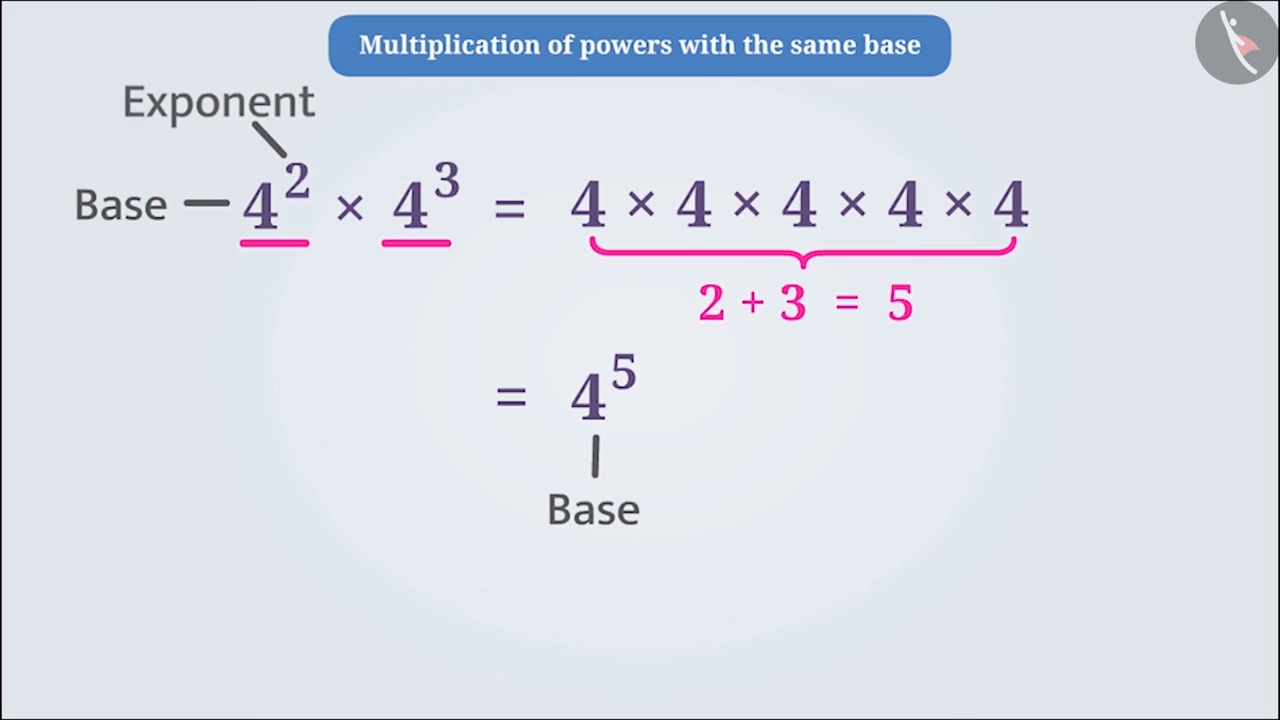 Multiplication of powers with the same base
Exponent
Base 4² × 4³ = 4 × 4 × 4 × 4 × 4
2 + 3 = 5
= 4⁵
Base